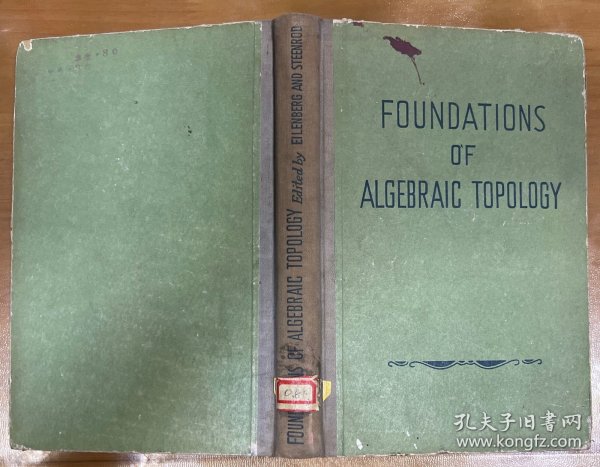 FOUNDATIONS
OF
ALGEBRAIC TOPOLOGY
OF ALGEBRAIC TOPOLOGY Edited by EILENBERG AND STEENROD
孔夫子旧书网
www.kongfz.com